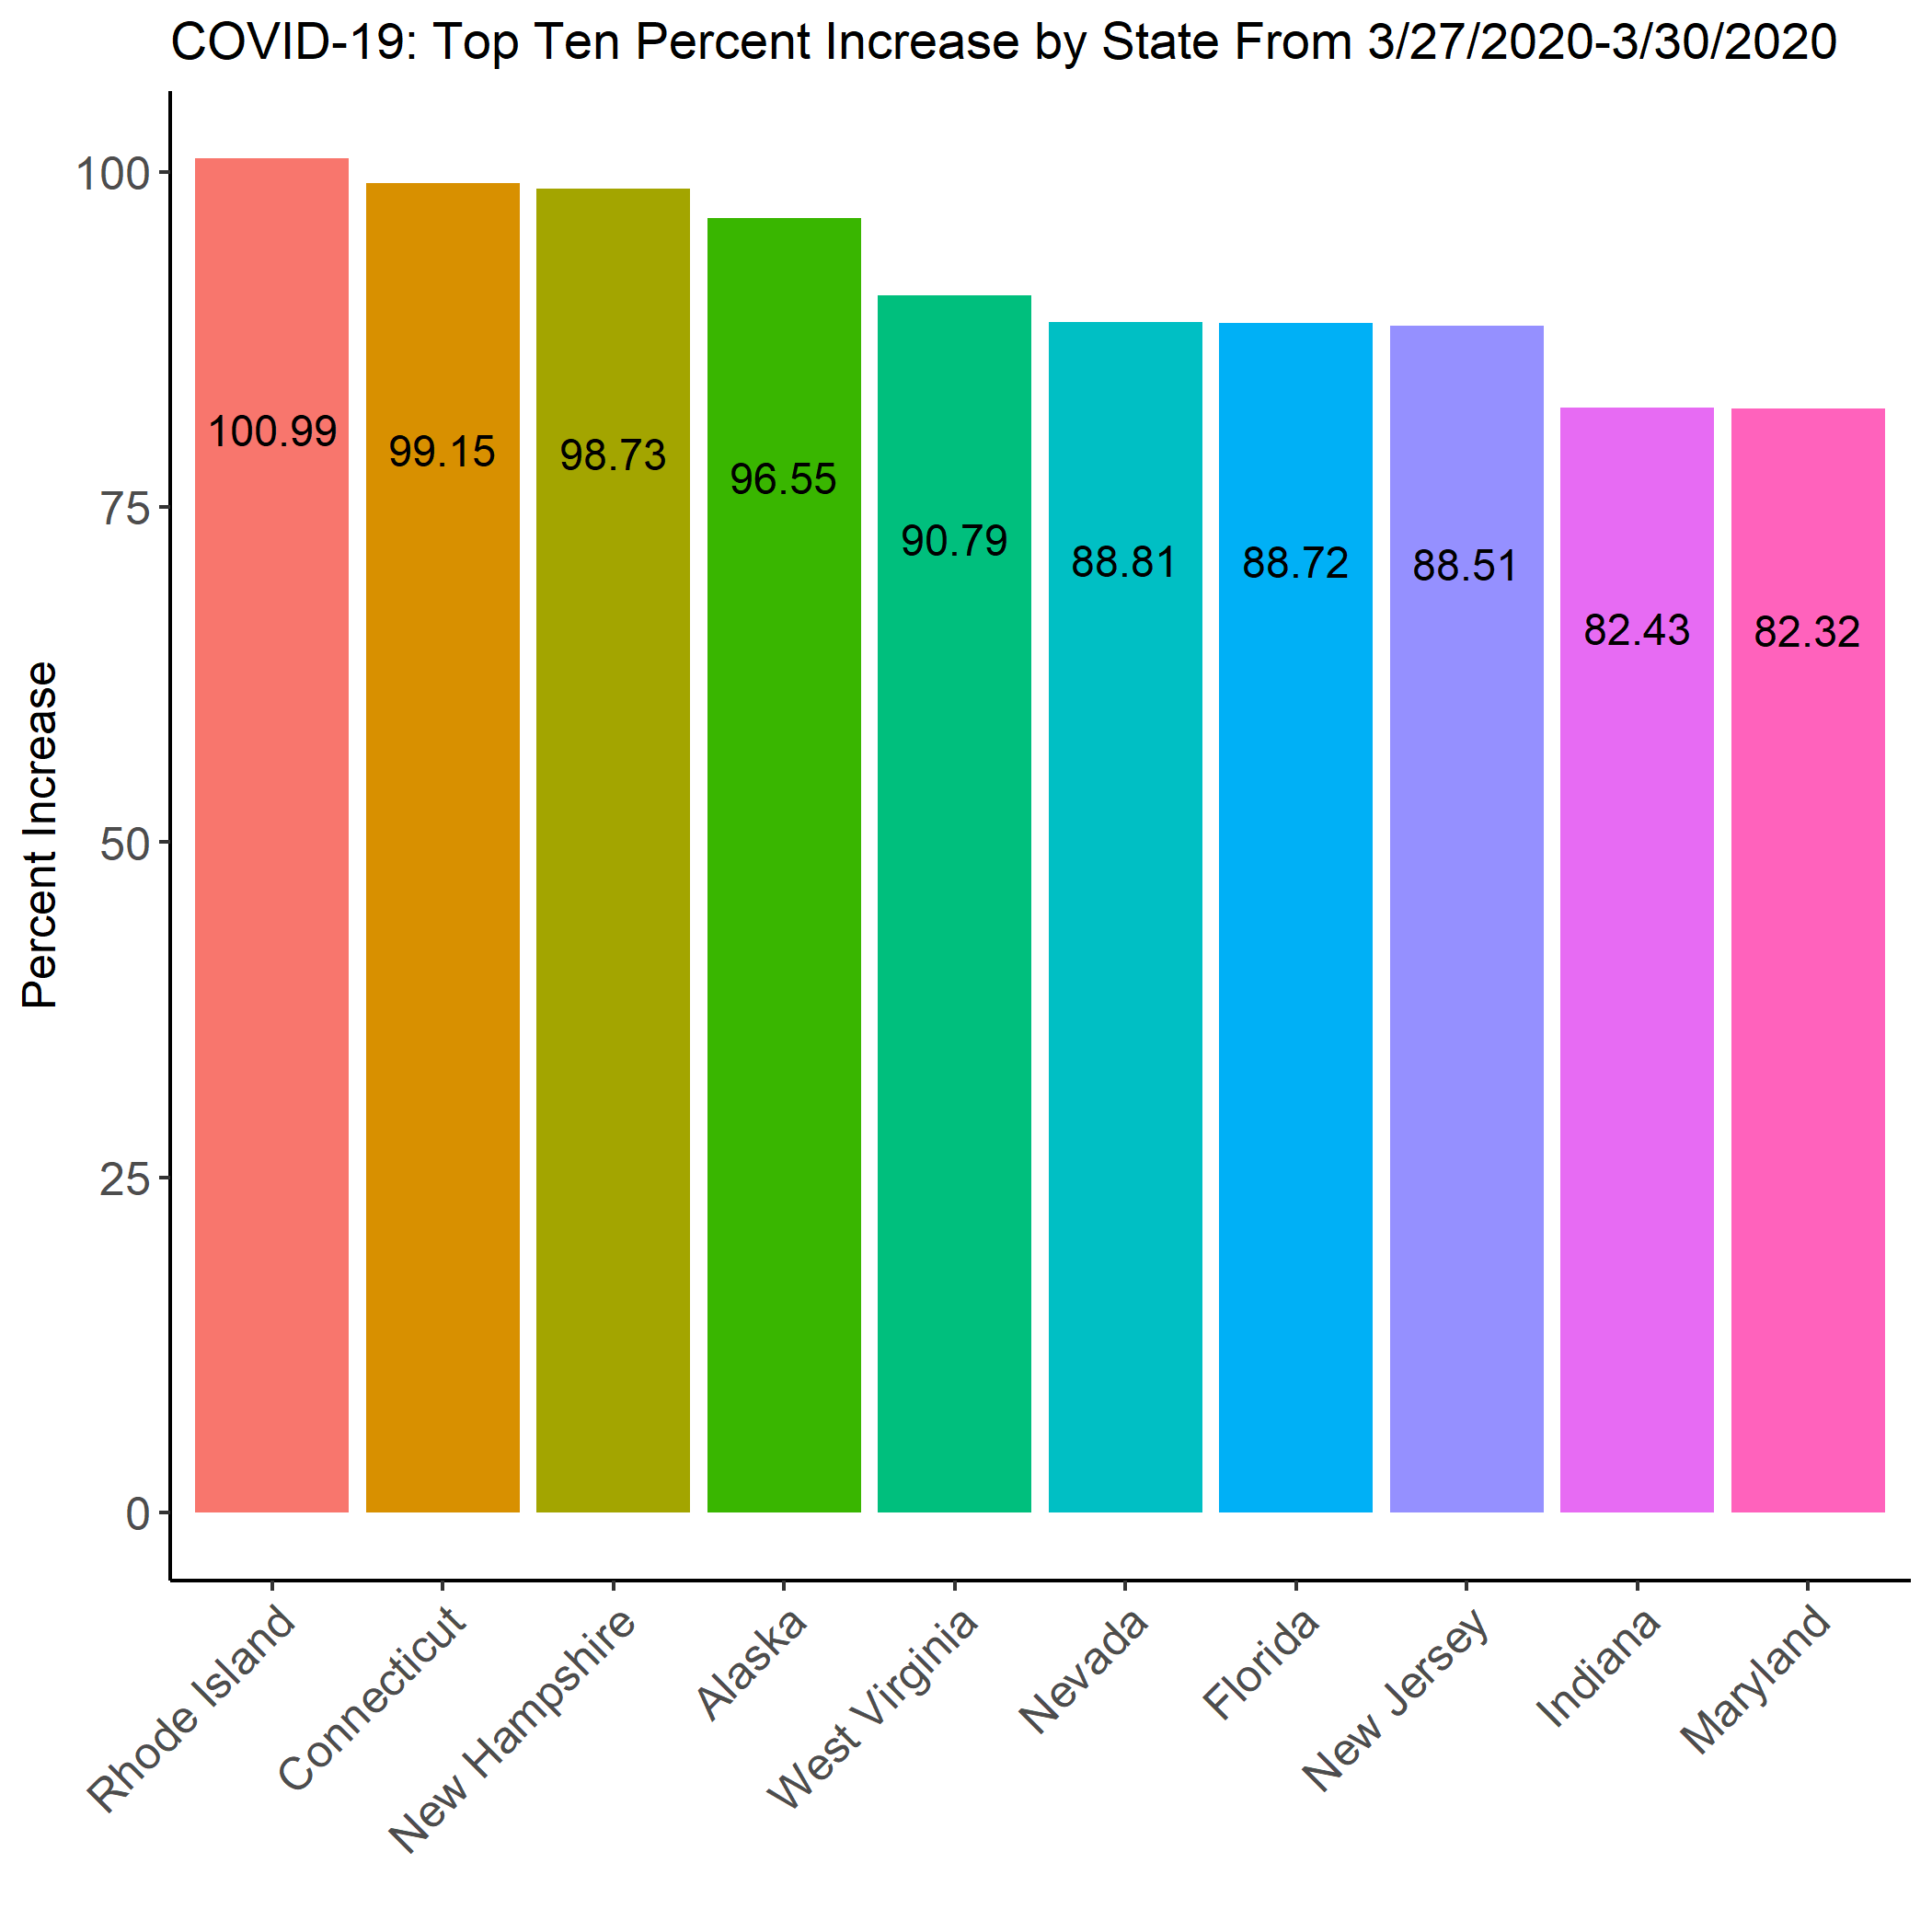 COVID-19: Top Ten Percent Increase by State From 3/27/2020-3/30/2020
Percent Increase
100
75
50
25
0
100.99
99.15
98.73
96.55
90.79
88.81
88.72
88.51
82.43
82.32
Rhode Island
Connecticut
New Hampshire
Alaska
West Virginia
Nevada
Florida
New Jersey
Indiana
Maryland